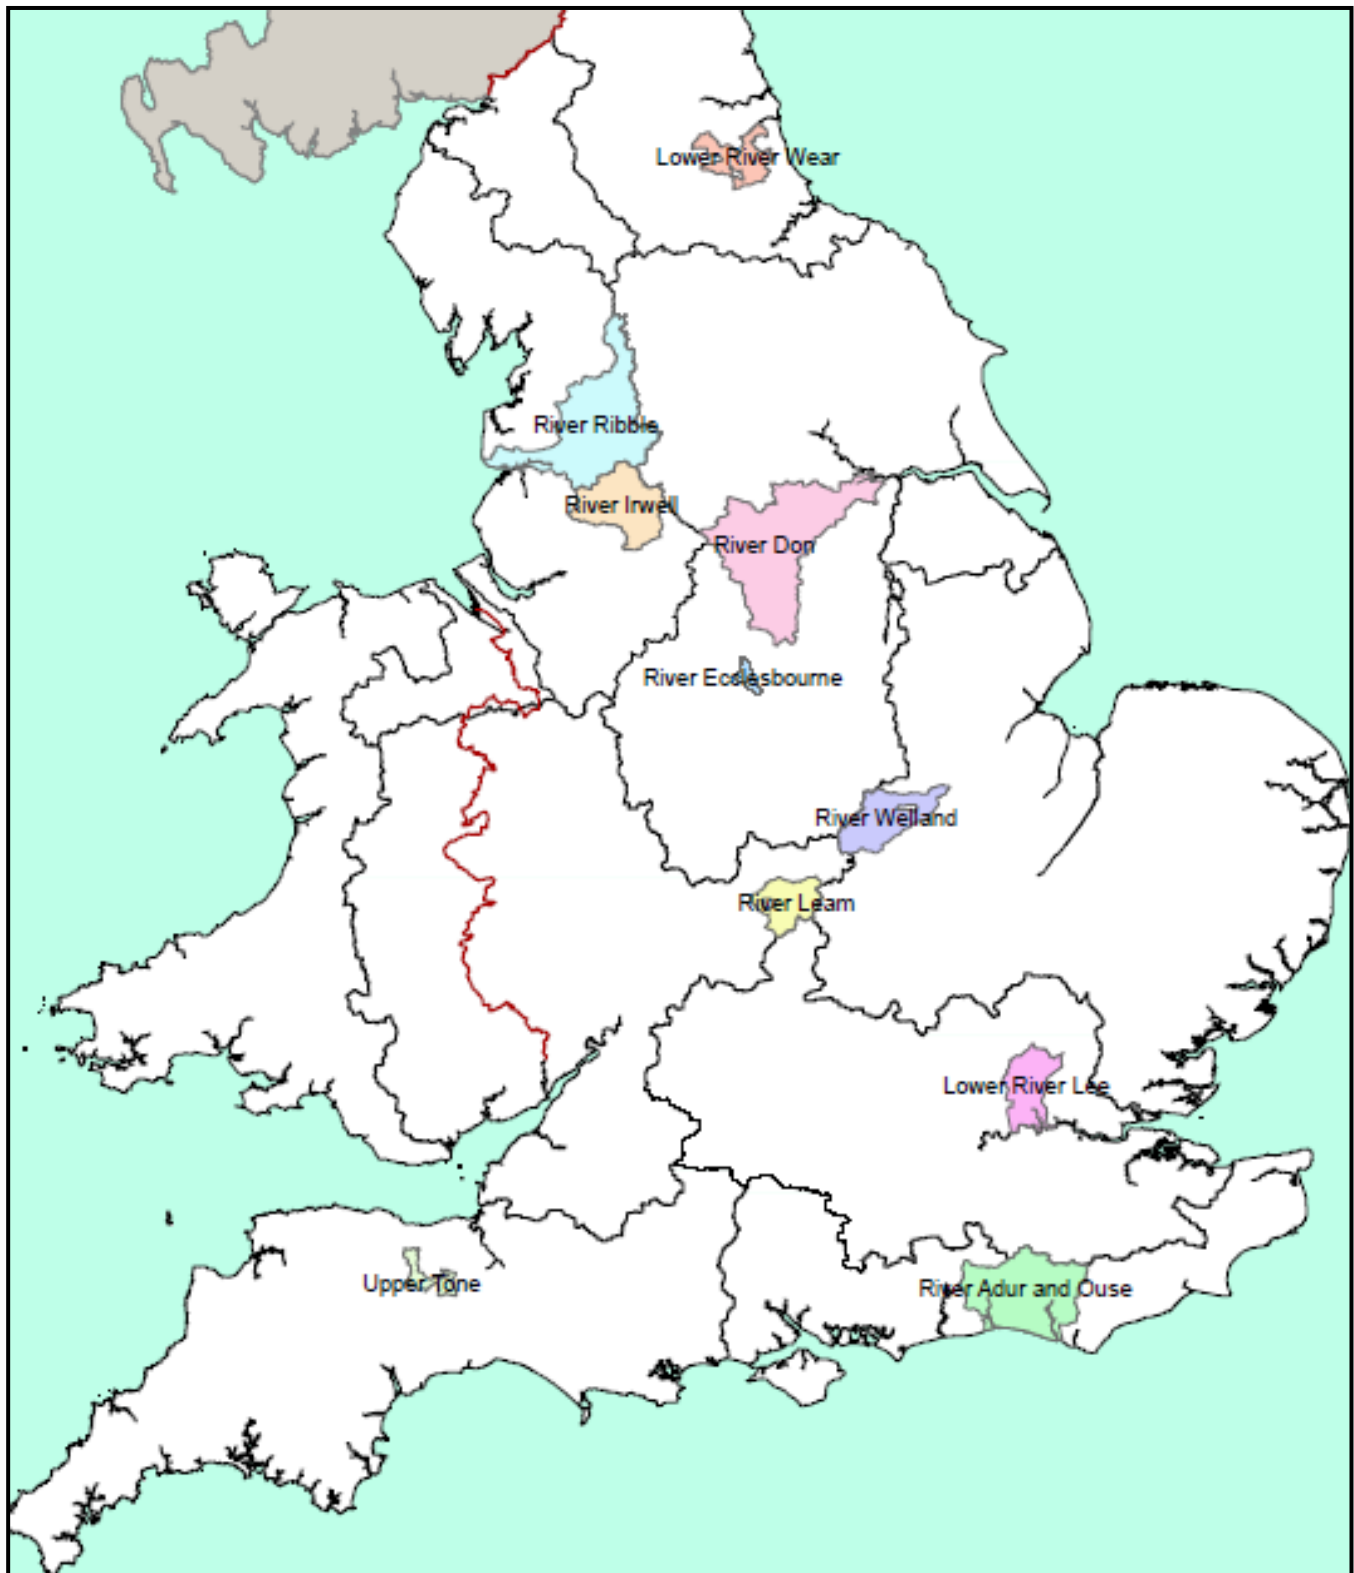 Lower River Wear
River Ribble
River Irwell
River Don
River Ecclesbourne
River Welland
River Leam
Lower River Lee
Upper Tone
River Adur and Ouse